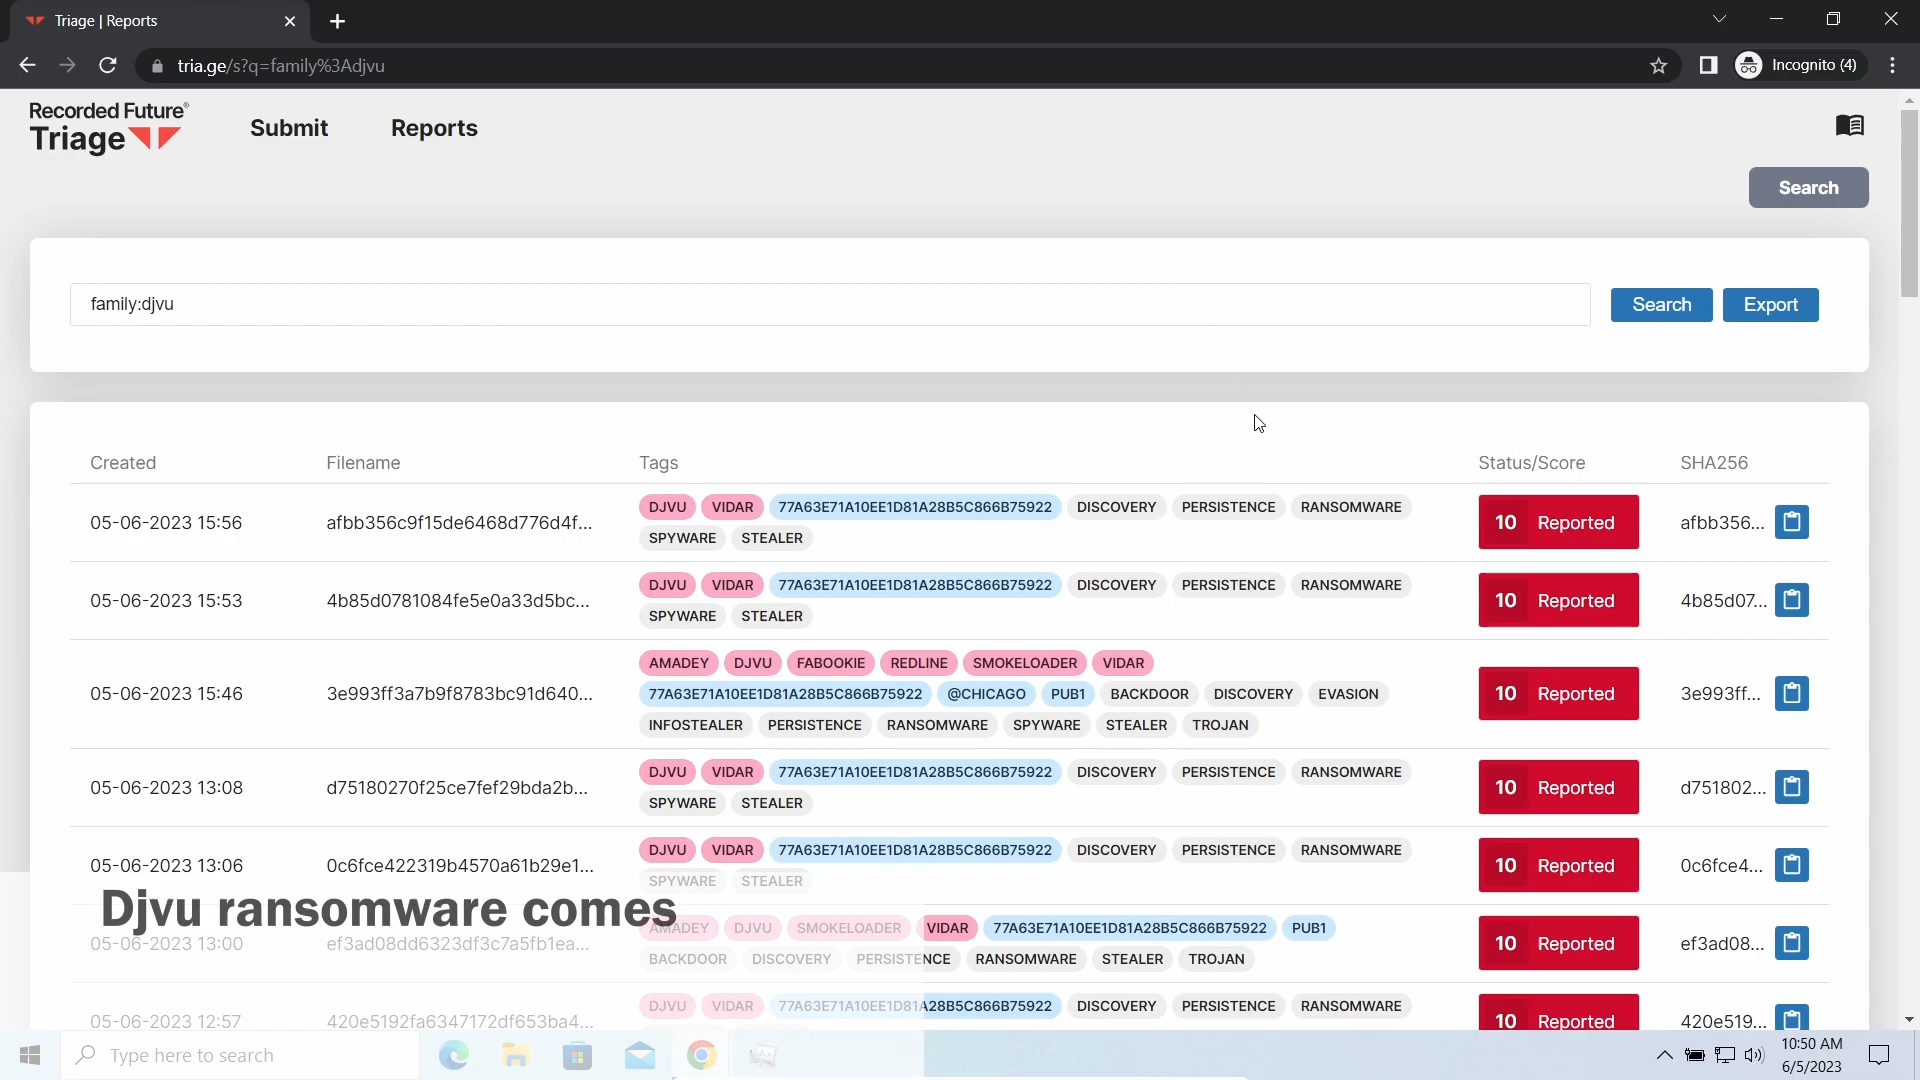 Triage | Reports
tria.ge/s?q=family%3Adjvu
Incognito (4)
Recorded Future®
Triage
Submit
Reports
Search
family:djvu
Search
Export
Created
Filename
Tags
Status/Score
SHA256
05-06-2023 15:56
afbb356c9f15de6468d776d4f...
DJVU VIDAR 77A63E71A10EE1D81A28B5C866B75922 DISCOVERY PERSISTENCE RANSOMWARE
SPYWARE STEALER
10 Reported
afbb356...
05-06-2023 15:53
4b85d0781084fe5e0a33d5bc...
DJVU VIDAR 77A63E71A10EE1D81A28B5C866B75922 DISCOVERY PERSISTENCE RANSOMWARE
SPYWARE STEALER
10 Reported
4b85d07...
05-06-2023 15:46
3e993ff3a7b9f8783bc91d640...
AMADEY DJVU FABOOKIE REDLINE SMOKELOADER VIDAR
77A63E71A10EE1D81A28B5C866B75922 @CHICAGO PUB1 BACKDOOR DISCOVERY EVASION
INFOSTEALER PERSISTENCE RANSOMWARE SPYWARE STEALER TROJAN
10 Reported
3e993ff...
05-06-2023 13:08
d75180270f25ce7fef29bda2b...
DJVU VIDAR 77A63E71A10EE1D81A28B5C866B75922 DISCOVERY PERSISTENCE RANSOMWARE
SPYWARE STEALER
10 Reported
d751802...
05-06-2023 13:06
0c6fce422319b4570a61b29e1...
DJVU VIDAR 77A63E71A10EE1D81A28B5C866B75922 DISCOVERY PERSISTENCE RANSOMWARE
SPYWARE STEALER
10 Reported
0c6fce4...
Djvu ransomware comes
05-06-2023 13:00
ef3ad08dd6323df3c7a5fb1ea...
AMADEY DJVU SMOKELOADER VIDAR 77A63E71A10EE1D81A28B5C866B75922 PUB1
BACKDOOR DISCOVERY PERSISTENCE RANSOMWARE STEALER TROJAN
10 Reported
ef3ad08...
05-06-2023 12:57
420e5192fa6347172df653ba4...
DJVU VIDAR 77A63E71A10EE1D81A28B5C866B75922 DISCOVERY PERSISTENCE RANSOMWARE
10 Reported
420e519...
Type here to search
10:50 AM
6/5/2023